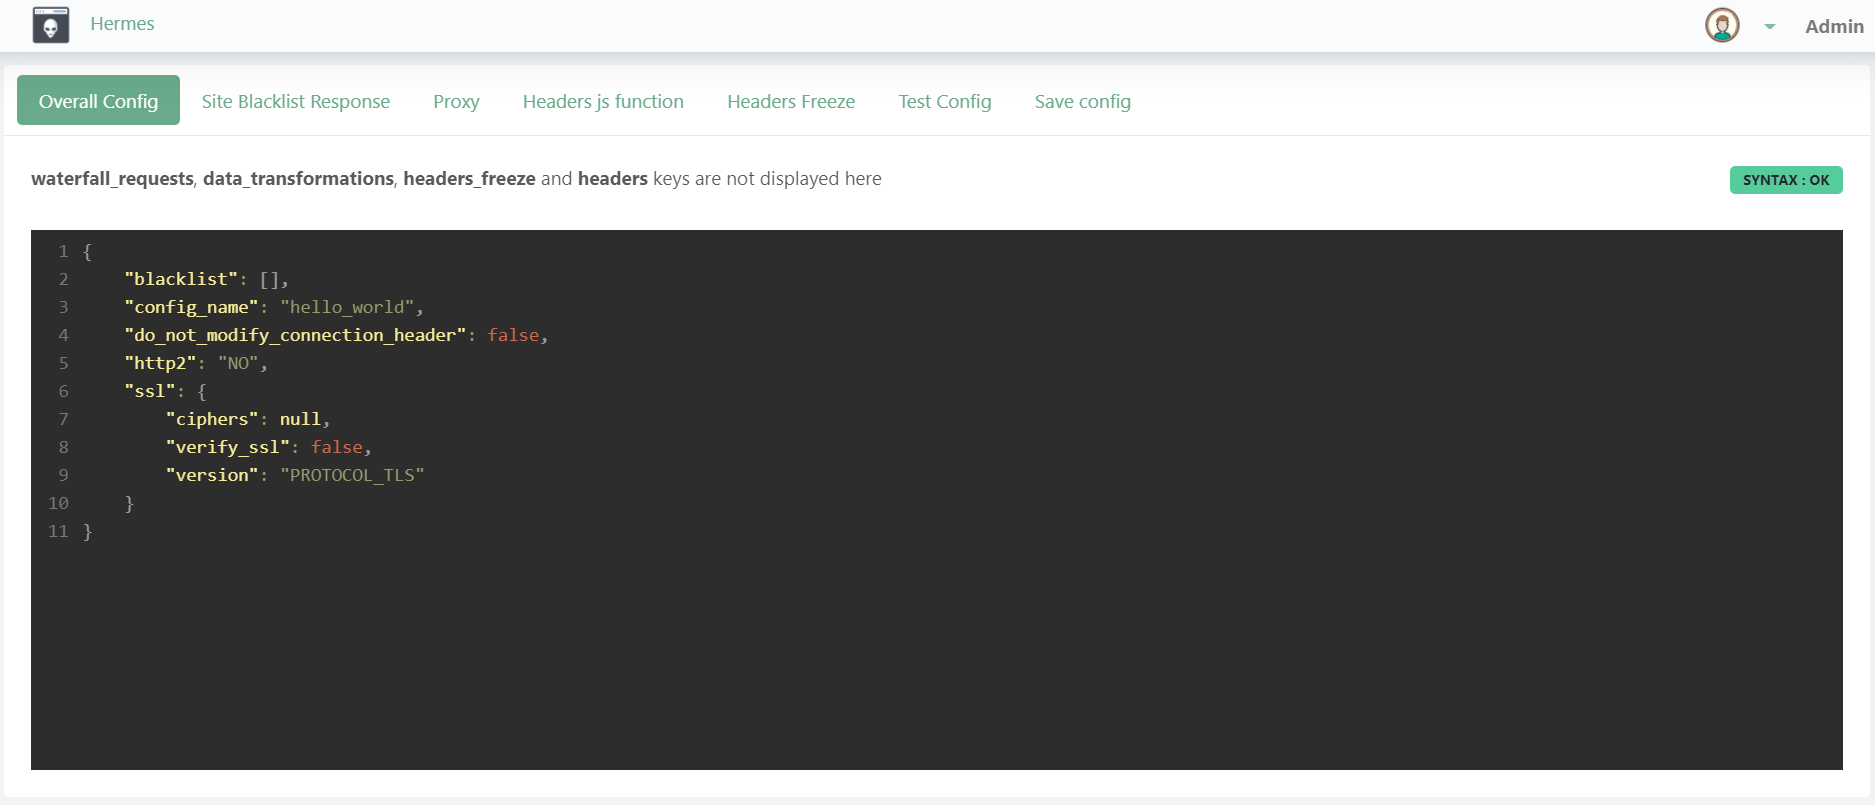 Hermes
Admin
Overall Config Site Blacklist Response Proxy Headers js function Headers Freeze Test Config Save config
waterfall_requests, data_transformations, headers_freeze and headers keys are not displayed here
SYNTAX : OK
1 {
2     "blacklist": [],
3     "config_name": "hello_world",
4     "do_not_modify_connection_header": false,
5     "http2": "NO",
6     "ssl": {
7         "ciphers": null,
8         "verify_ssl": false,
9         "version": "PROTOCOL_TLS"
10     }
11 }